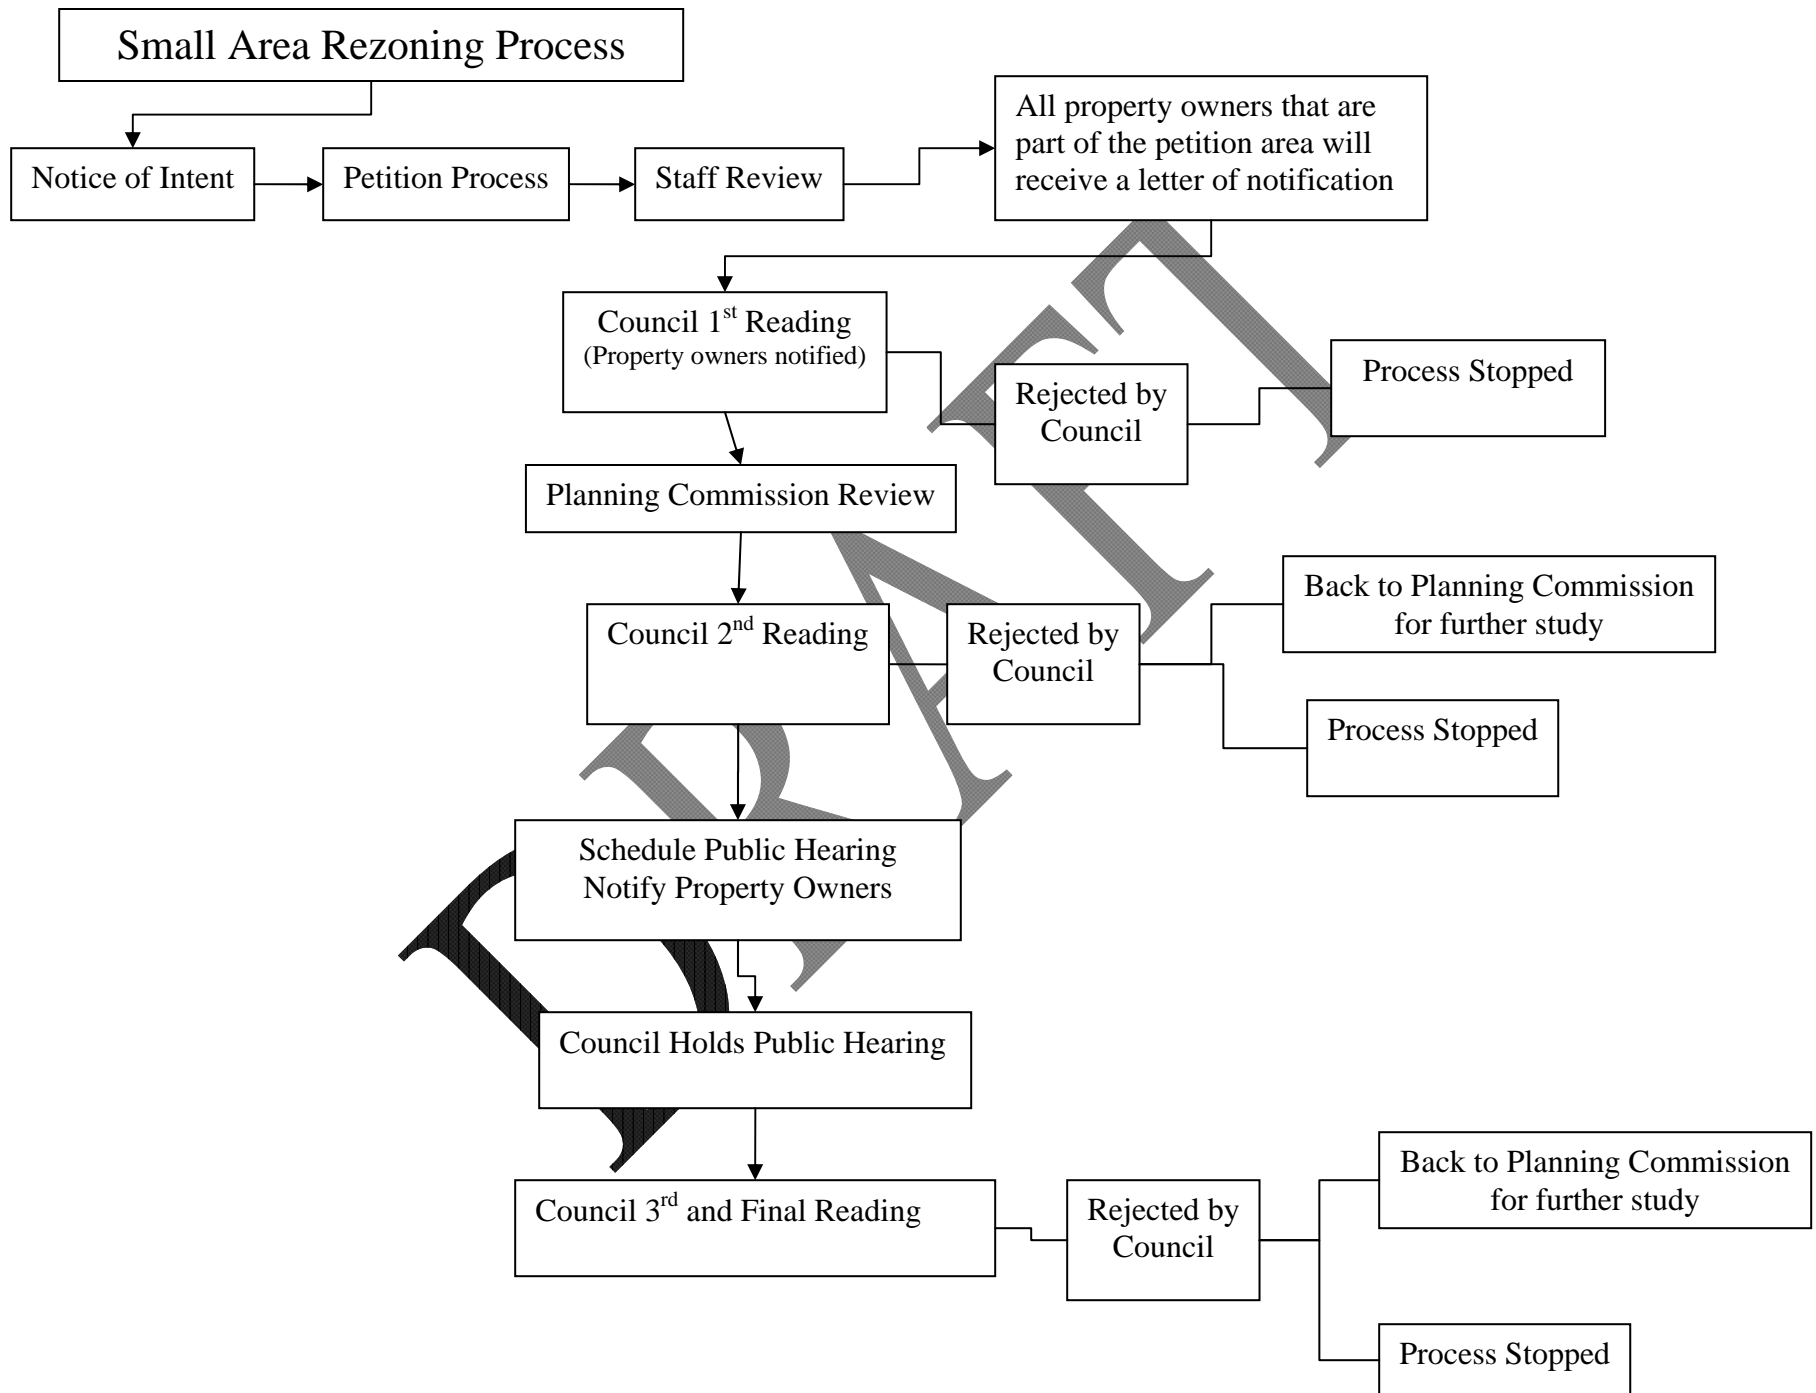 Small Area Rezoning Process
Notice of Intent
Petition Process
Staff Review
All property owners that are
part of the petition area will
receive a letter of notification
Council 1st Reading
(Property owners notified)
Rejected by
Council
Process Stopped
Planning Commission Review
Council 2nd Reading
Rejected by
Council
Back to Planning Commission
for further study
Process Stopped
Schedule Public Hearing
Notify Property Owners
Council Holds Public Hearing
Council 3rd and Final Reading
Rejected by
Council
Back to Planning Commission
for further study
Process Stopped
DRAFT